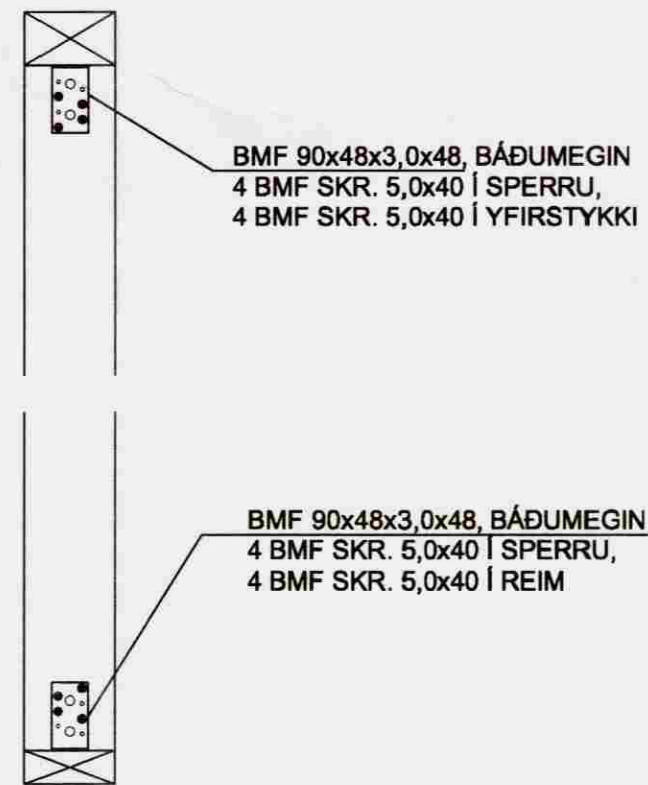 BMF 90x48x3,0x48, BÁÐUMEGIN
4 BMF SKR. 5,0x40 Í SPERRU,
4 BMF SKR. 5,0x40 Í YFIRSTYKKI
BMF 90x48x3,0x48, BÁÐUMEGIN
4 BMF SKR. 5,0x40 Í SPERRU,
4 BMF SKR. 5,0x40 Í REIM